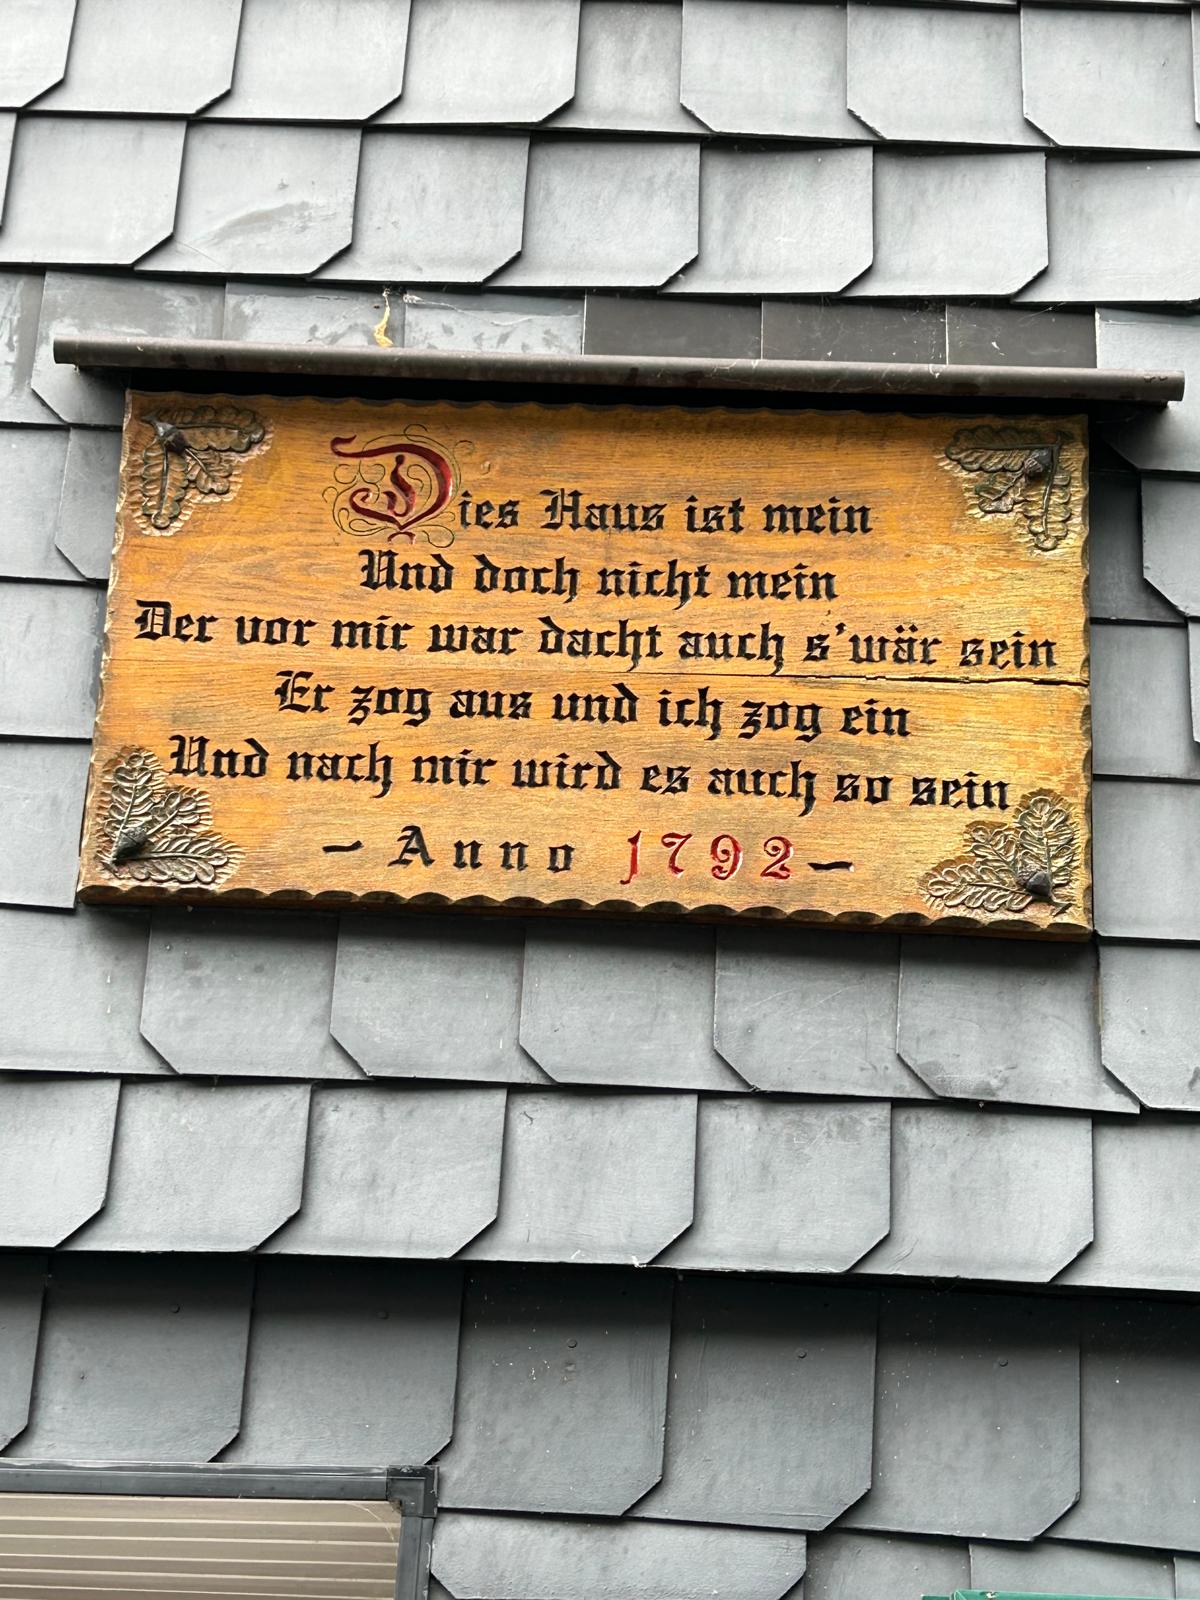 Dies Haus ist mein
Und doch nicht mein
Der vor mir war dacht auch s'wär sein
Er zog aus und ich zog ein
Und nach mir wird es auch so sein
– Anno 1792 –